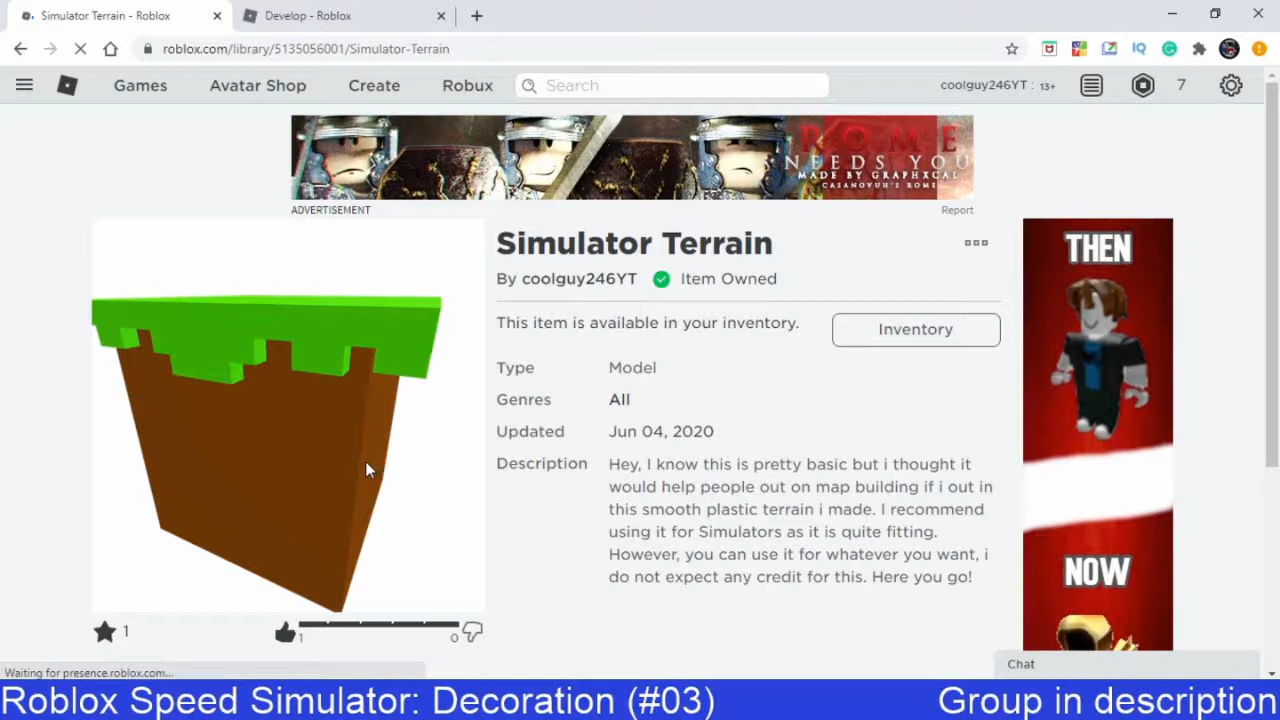 Simulator Terrain - Roblox
Develop - Roblox
roblox.com/library/5135056001/Simulator-Terrain
IQ
Games
Avatar Shop
Create
Robux
Search
coolguy246YT : 13+
7
ROME
NEEDS YOU
MADE BY GRAPHXCAL
CASANOVUH'S ROME
ADVERTISEMENT
Report
Simulator Terrain
By coolguy246YT Item Owned
This item is available in your inventory.
Inventory
Type Model
Genres All
Updated Jun 04, 2020
Description Hey, I know this is pretty basic but i thought it
would help people out on map building if i out in
this smooth plastic terrain i made. I recommend
using it for Simulators as it is quite fitting.
However, you can use it for whatever you want, i
do not expect any credit for this. Here you go!
THEN
NOW
1
1
0
Waiting for presence.roblox.com...
Chat
Roblox Speed Simulator: Decoration (#03)
Group in description